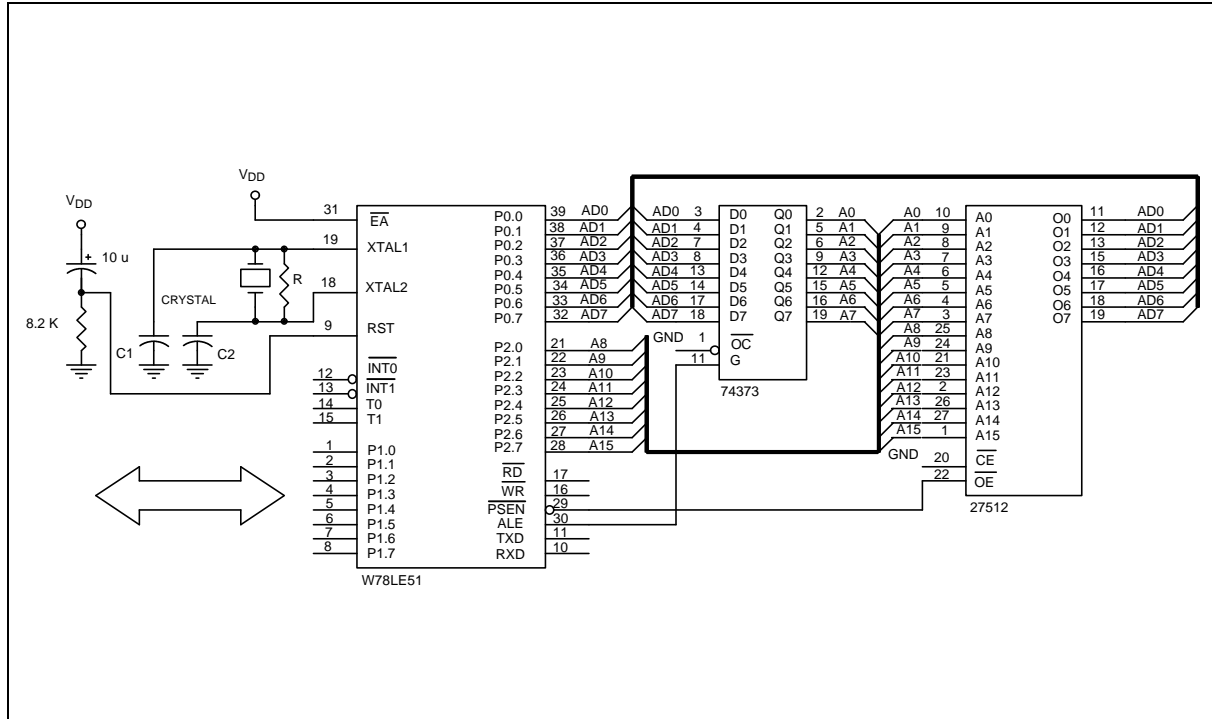 VDD
10 u
8.2 K
VDD
CRYSTAL
R
C1
C2
31 EA
19 XTAL1
18 XTAL2
9 RST
12 INT0
13 INT1
14 T0
15 T1
1 P1.0
2 P1.1
3 P1.2
4 P1.3
5 P1.4
6 P1.5
7 P1.6
8 P1.7
P0.0 39 AD0
P0.1 38 AD1
P0.2 37 AD2
P0.3 36 AD3
P0.4 35 AD4
P0.5 34 AD5
P0.6 33 AD6
P0.7 32 AD7
P2.0 21 A8
P2.1 22 A9
P2.2 23 A10
P2.3 24 A11
P2.4 25 A12
P2.5 26 A13
P2.6 27 A14
P2.7 28 A15
RD 17
WR 16
PSEN 29
ALE 30
TXD 11
RXD 10
W78LE51
AD0 3 D0 Q0 2 A0
AD1 4 D1 Q1 5 A1
AD2 7 D2 Q2 6 A2
AD3 8 D3 Q3 9 A3
AD4 13 D4 Q4 12 A4
AD5 14 D5 Q5 15 A5
AD6 17 D6 Q6 16 A6
AD7 18 D7 Q7 19 A7
GND 1 OC
11 G
74373
A0 10 A0
A1 9 A1
A2 8 A2
A3 7 A3
A4 6 A4
A5 5 A5
A6 4 A6
A7 3 A7
A8 25 A8
A9 24 A9
A10 21 A10
A11 23 A11
A12 2 A12
A13 26 A13
A14 27 A14
A15 1 A15
GND 20 CE
22 OE
O0 11 AD0
O1 12 AD1
O2 13 AD2
O3 15 AD3
O4 16 AD4
O5 17 AD5
O6 18 AD6
O7 19 AD7
27512